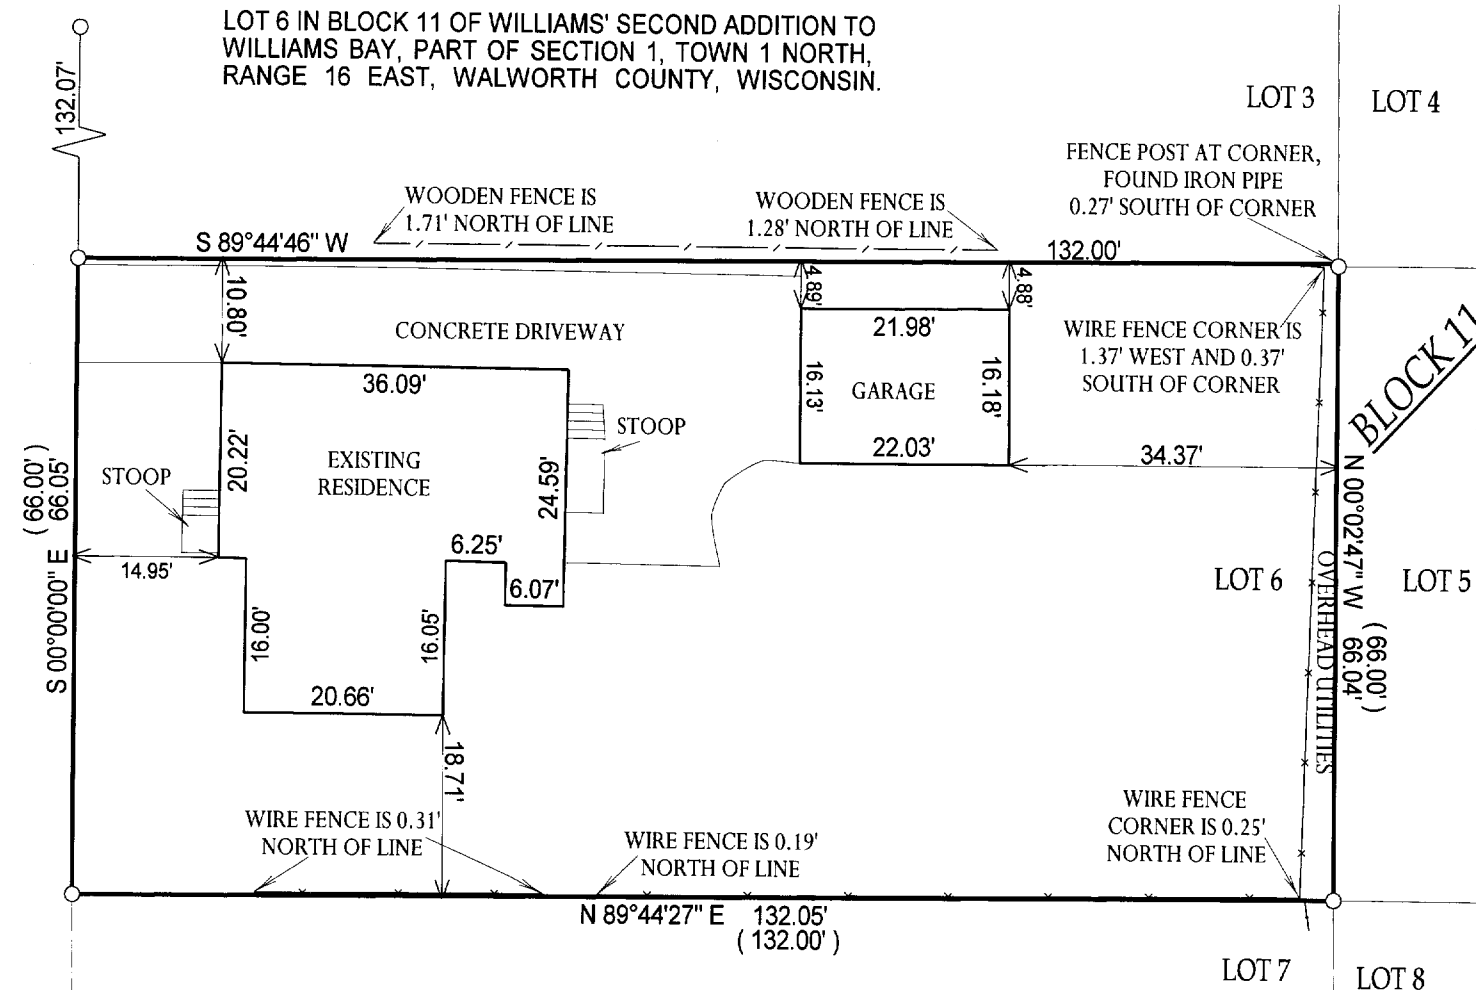 LOT 6 IN BLOCK 11 OF WILLIAMS' SECOND ADDITION TO
WILLIAMS BAY, PART OF SECTION 1, TOWN 1 NORTH,
RANGE 16 EAST, WALWORTH COUNTY, WISCONSIN.
132.07'
LOT 3
LOT 4
FENCE POST AT CORNER,
FOUND IRON PIPE
0.27' SOUTH OF CORNER
WOODEN FENCE IS
1.71' NORTH OF LINE
WOODEN FENCE IS
1.28' NORTH OF LINE
S 89°44'46" W
132.00'
10.80'
CONCRETE DRIVEWAY
4.89'
4.88'
21.98'
WIRE FENCE CORNER IS
1.37' WEST AND 0.37'
SOUTH OF CORNER
BLOCK 11
36.09'
16.13'
GARAGE
16.18'
STOOP
22.03'
34.37'
20.22'
EXISTING
RESIDENCE
24.59'
STOOP
(66.00')
66.05'
S 00°00'00" E
14.95'
6.25'
6.07'
N 00°02'47" W
(66.00')
66.04'
LOT 6
OVERHEAD UTILITIES
LOT 5
16.00'
16.05'
20.66'
18.71'
WIRE FENCE IS 0.31'
NORTH OF LINE
WIRE FENCE IS 0.19'
NORTH OF LINE
WIRE FENCE
CORNER IS 0.25'
NORTH OF LINE
N 89°44'27" E 132.05'
(132.00')
LOT 7
LOT 8